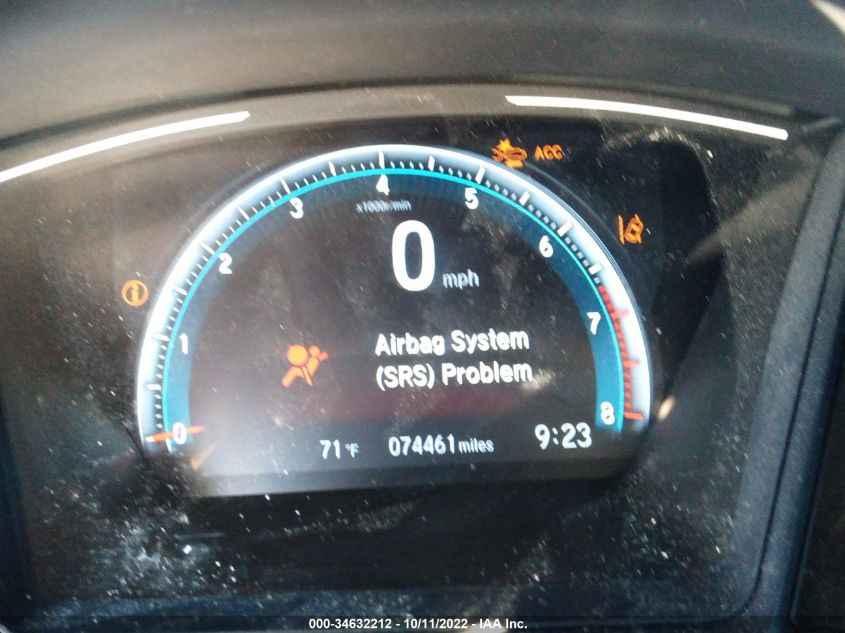 ACC
4
3
5
x1000r/min
2
6
0 mph
1
7
Airbag System
(SRS) Problem
0
8
71°F
074461 miles
9:23
000-34632212 - 10/11/2022 - IAA Inc.